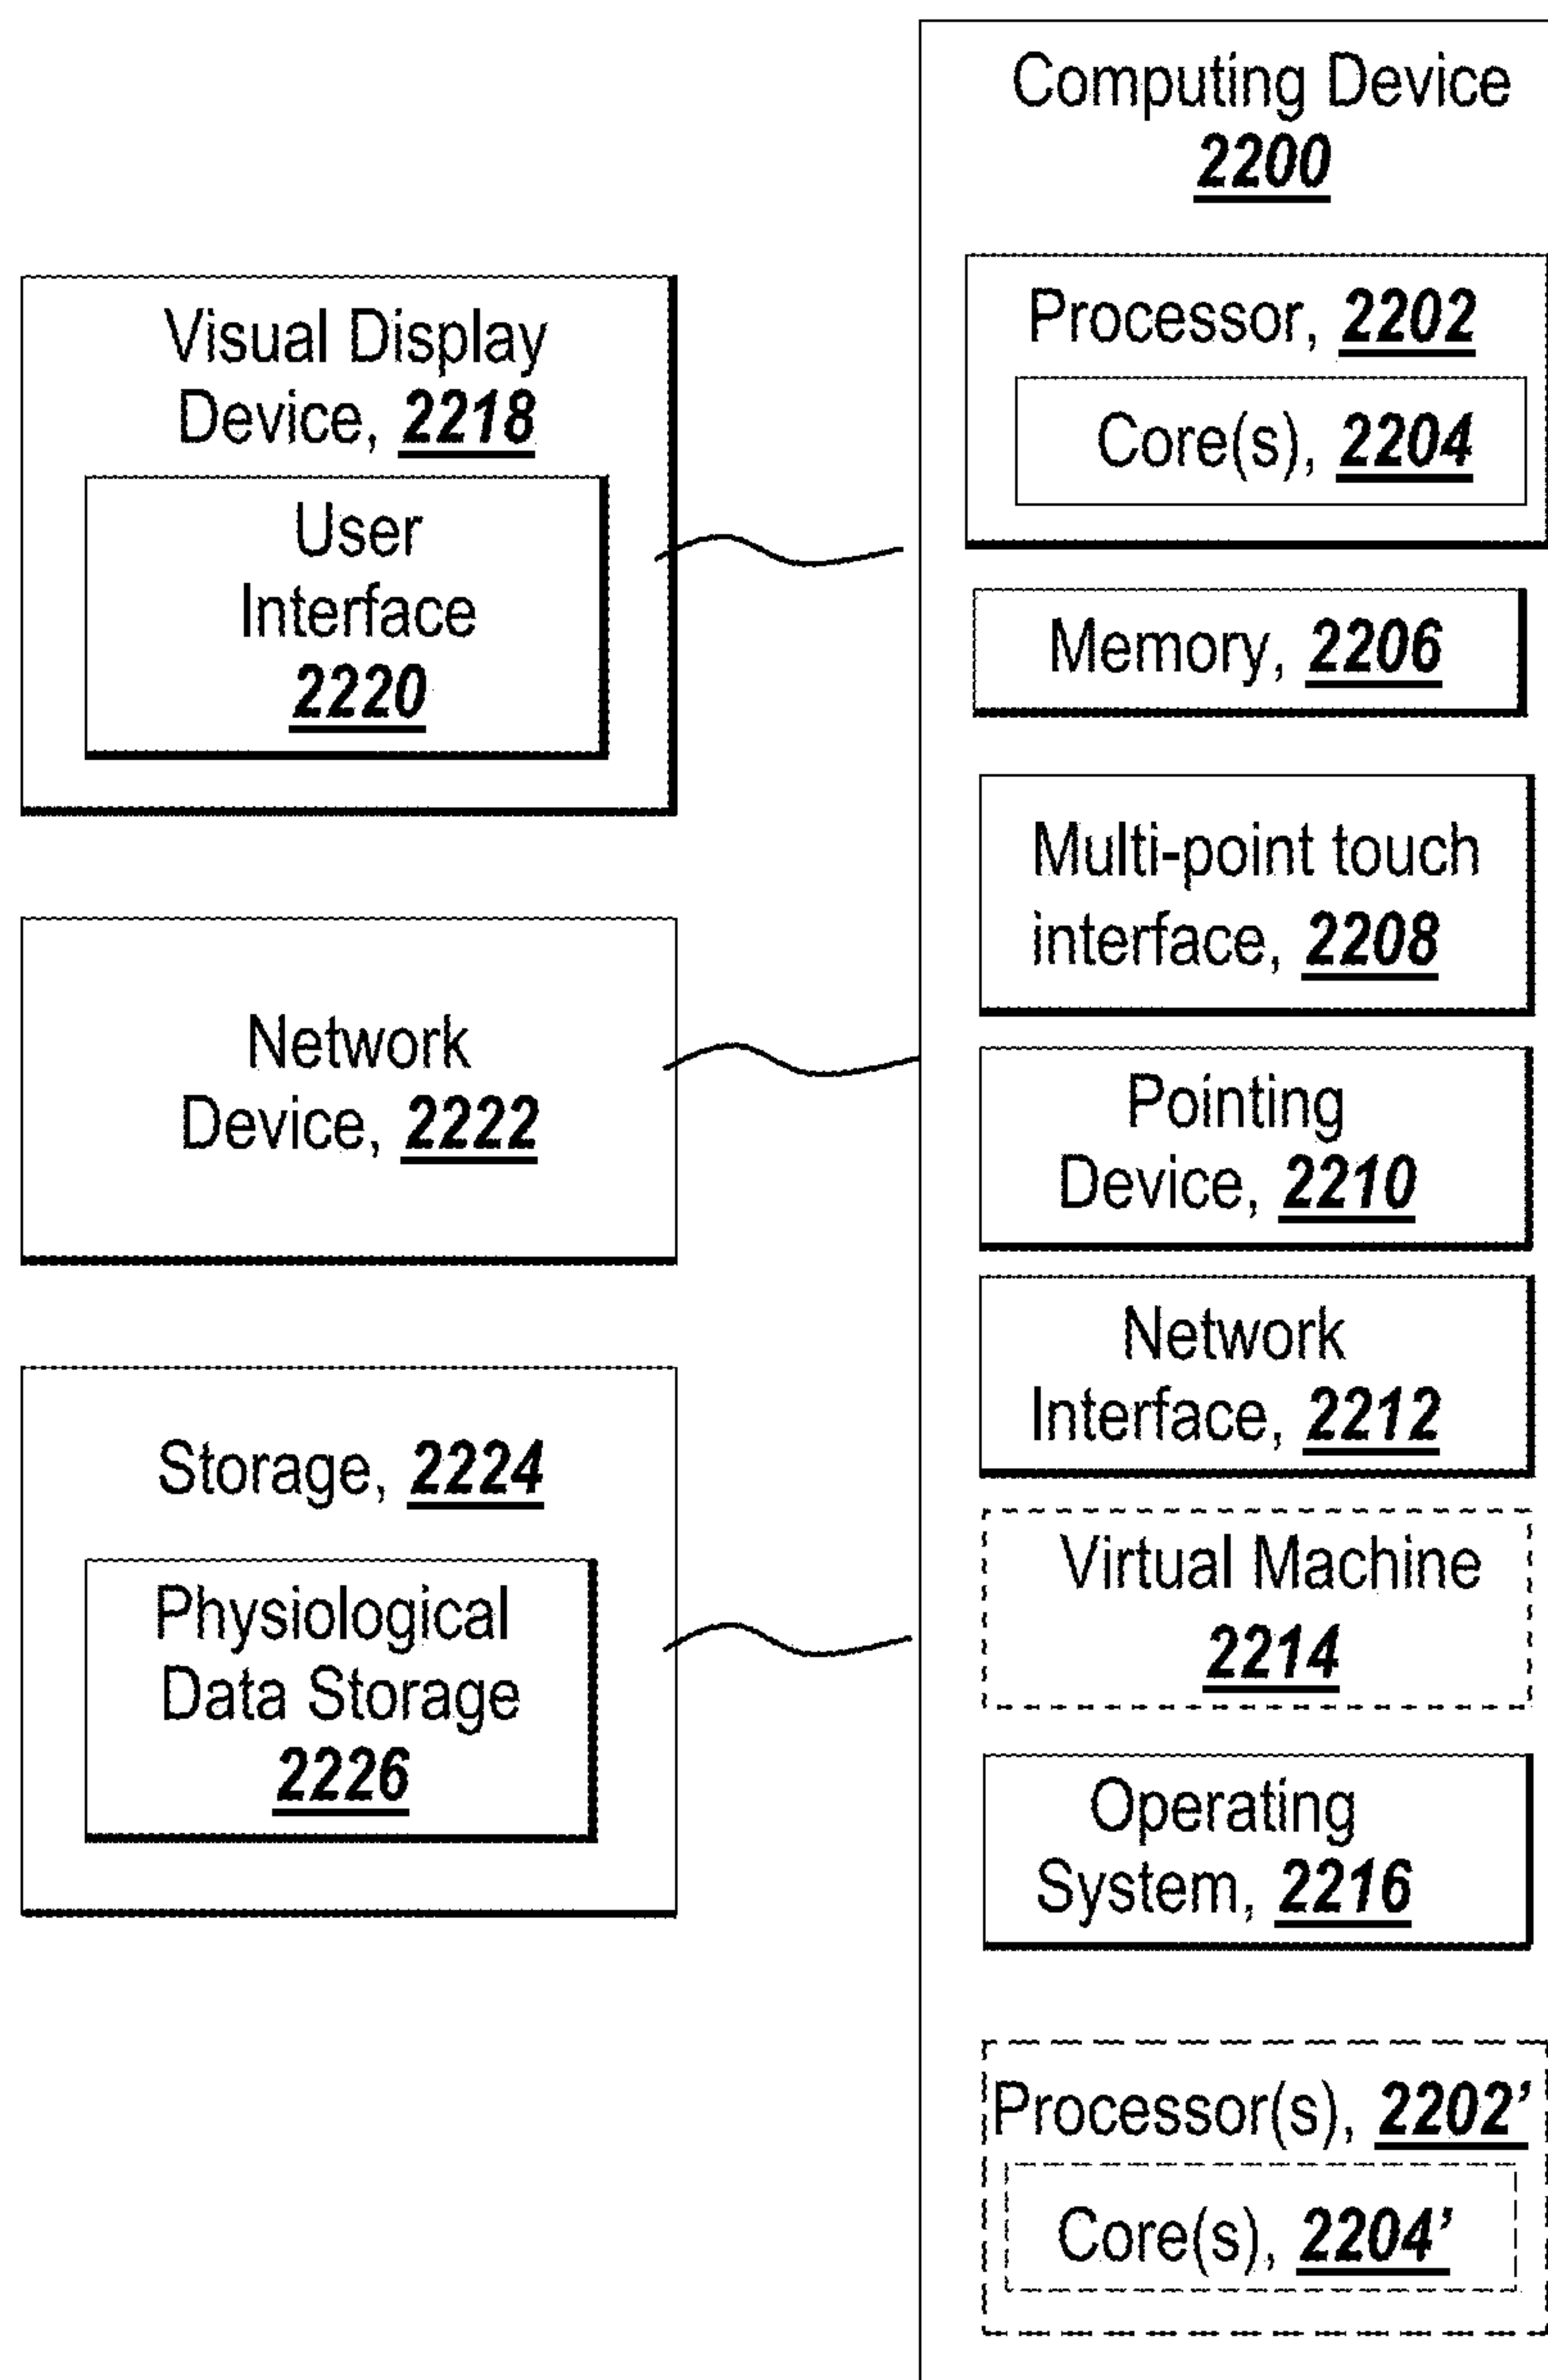 Computing Device
2200
Processor, 2202
Core(s), 2204
Memory, 2206
Multi-point touch
interface, 2208
Pointing
Device, 2210
Network
Interface, 2212
Virtual Machine
2214
Operating
System, 2216
Processor(s), 2202’
Core(s), 2204’
Visual Display
Device, 2218
User
Interface
2220
Network
Device, 2222
Storage, 2224
Physiological
Data Storage
2226